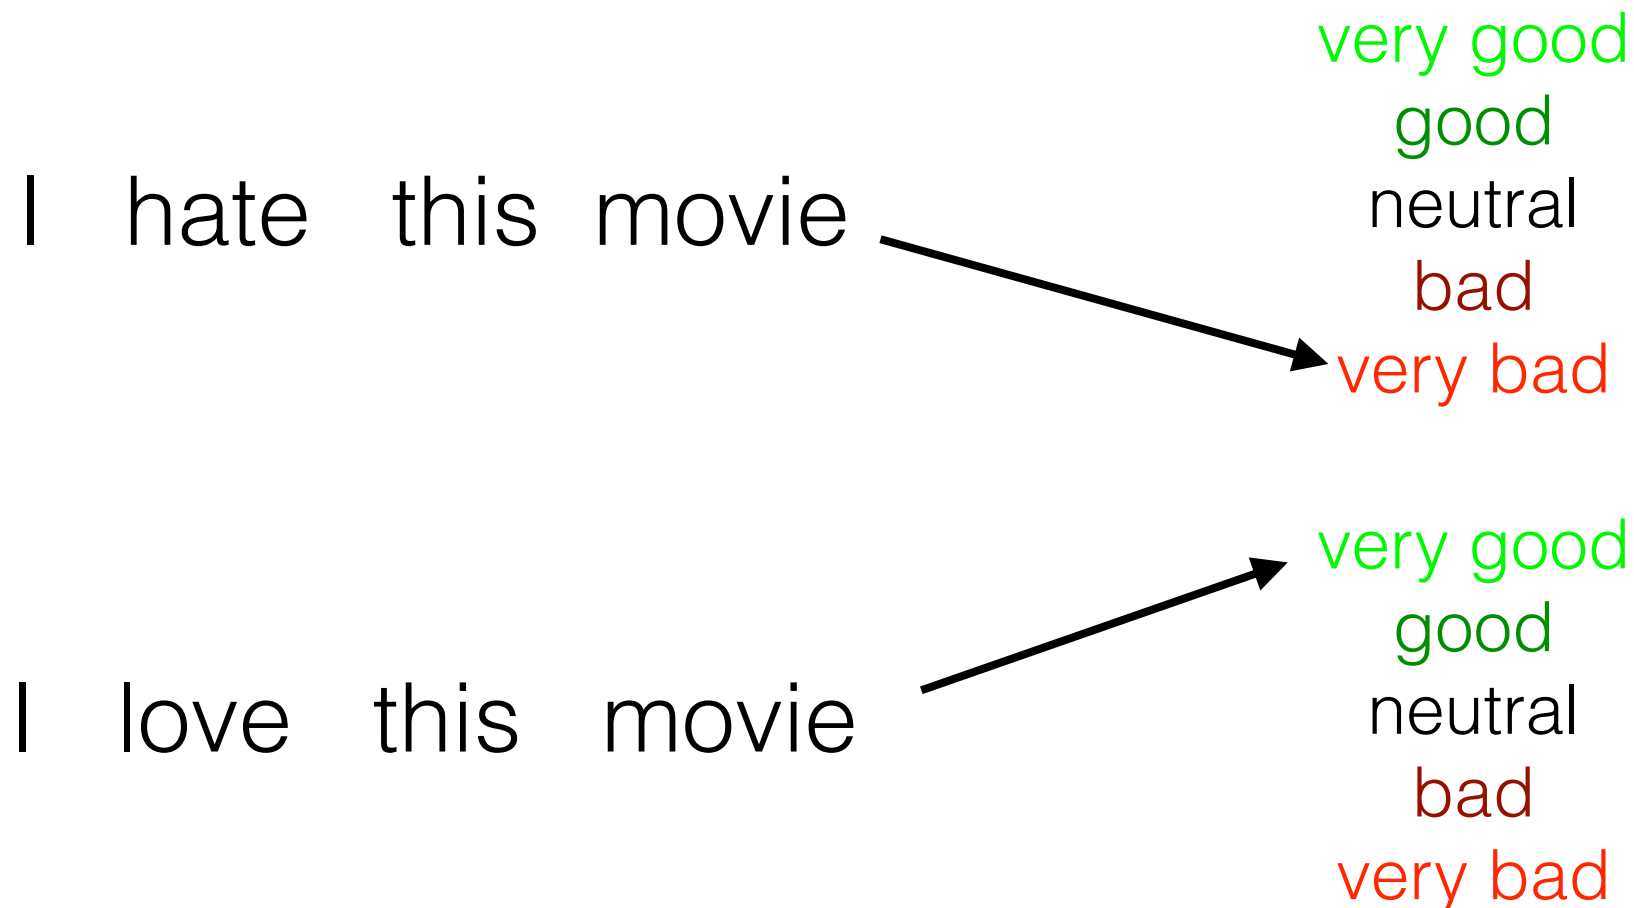 very good
good
I hate this movie
neutral
bad
very bad
very good
good
I love this movie
neutral
bad
very bad